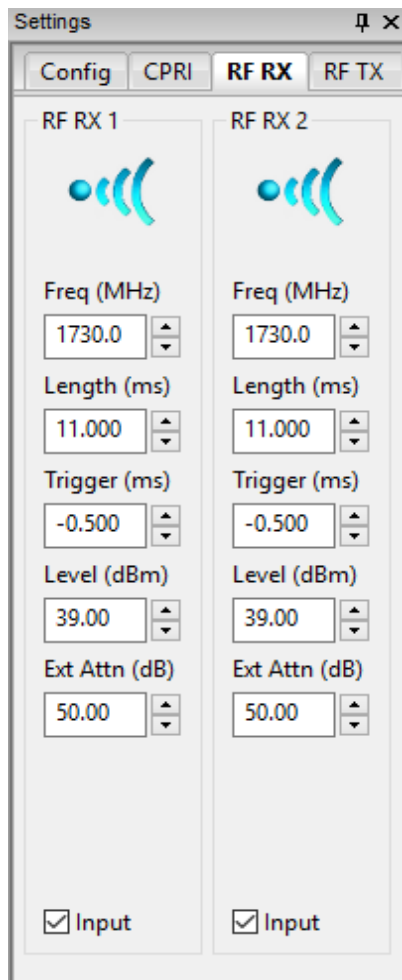 Settings
Config CPRI RF RX RF TX
RF RX 1
Freq (MHz)
1730.0
Length (ms)
11.000
Trigger (ms)
-0.500
Level (dBm)
39.00
Ext Attn (dB)
50.00
Input
RF RX 2
Freq (MHz)
1730.0
Length (ms)
11.000
Trigger (ms)
-0.500
Level (dBm)
39.00
Ext Attn (dB)
50.00
Input